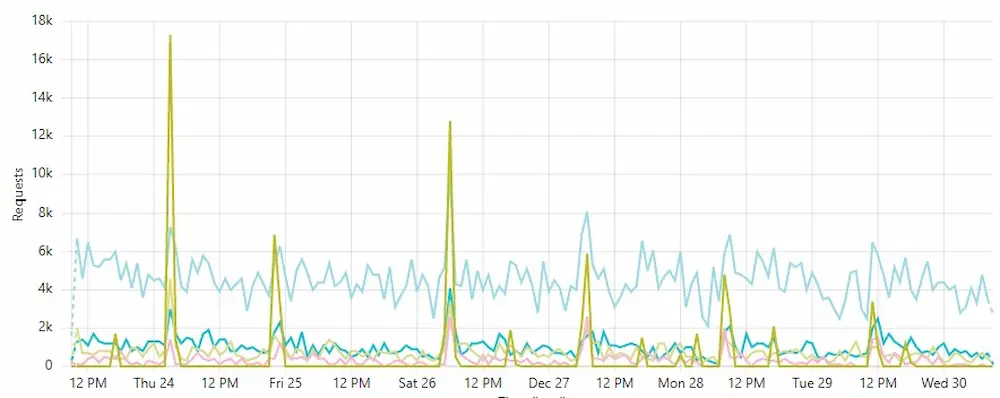 18k
16k
14k
12k
10k
8k
6k
4k
2k
0
Requests
12 PM Thu 24 12 PM Fri 25 12 PM Sat 26 12 PM Dec 27 12 PM Mon 28 12 PM Tue 29 12 PM Wed 30